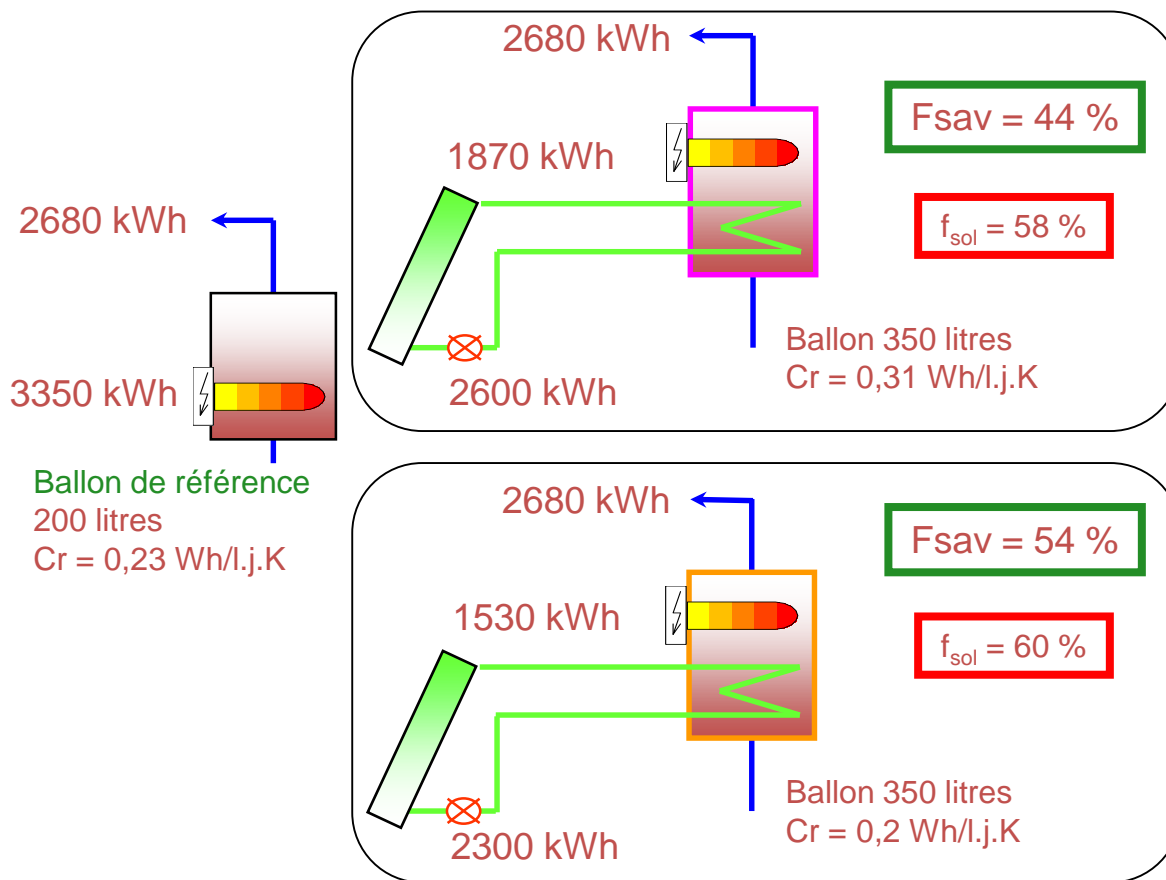 2680 kWh
3350 kWh
Ballon de référence
200 litres
Cr = 0,23 Wh/l.j.K
2680 kWh
1870 kWh
2600 kWh
Fsav = 44 %
fsol = 58 %
Ballon 350 litres
Cr = 0,31 Wh/l.j.K
2680 kWh
1530 kWh
2300 kWh
Fsav = 54 %
fsol = 60 %
Ballon 350 litres
Cr = 0,2 Wh/l.j.K